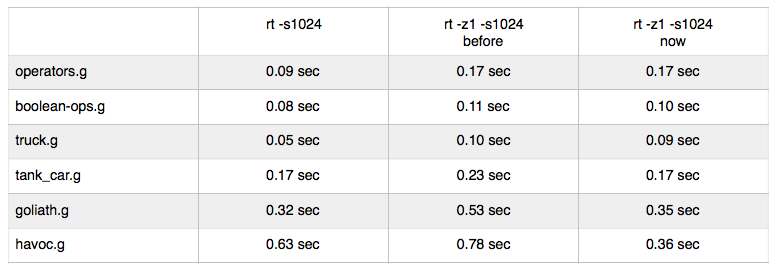 rt -s1024 rt -z1 -s1024 rt -z1 -s1024
before now
operators.g 0.09 sec 0.17 sec 0.17 sec
boolean-ops.g 0.08 sec 0.11 sec 0.10 sec
truck.g 0.05 sec 0.10 sec 0.09 sec
tank_car.g 0.17 sec 0.23 sec 0.17 sec
goliath.g 0.32 sec 0.53 sec 0.35 sec
havoc.g 0.63 sec 0.78 sec 0.36 sec